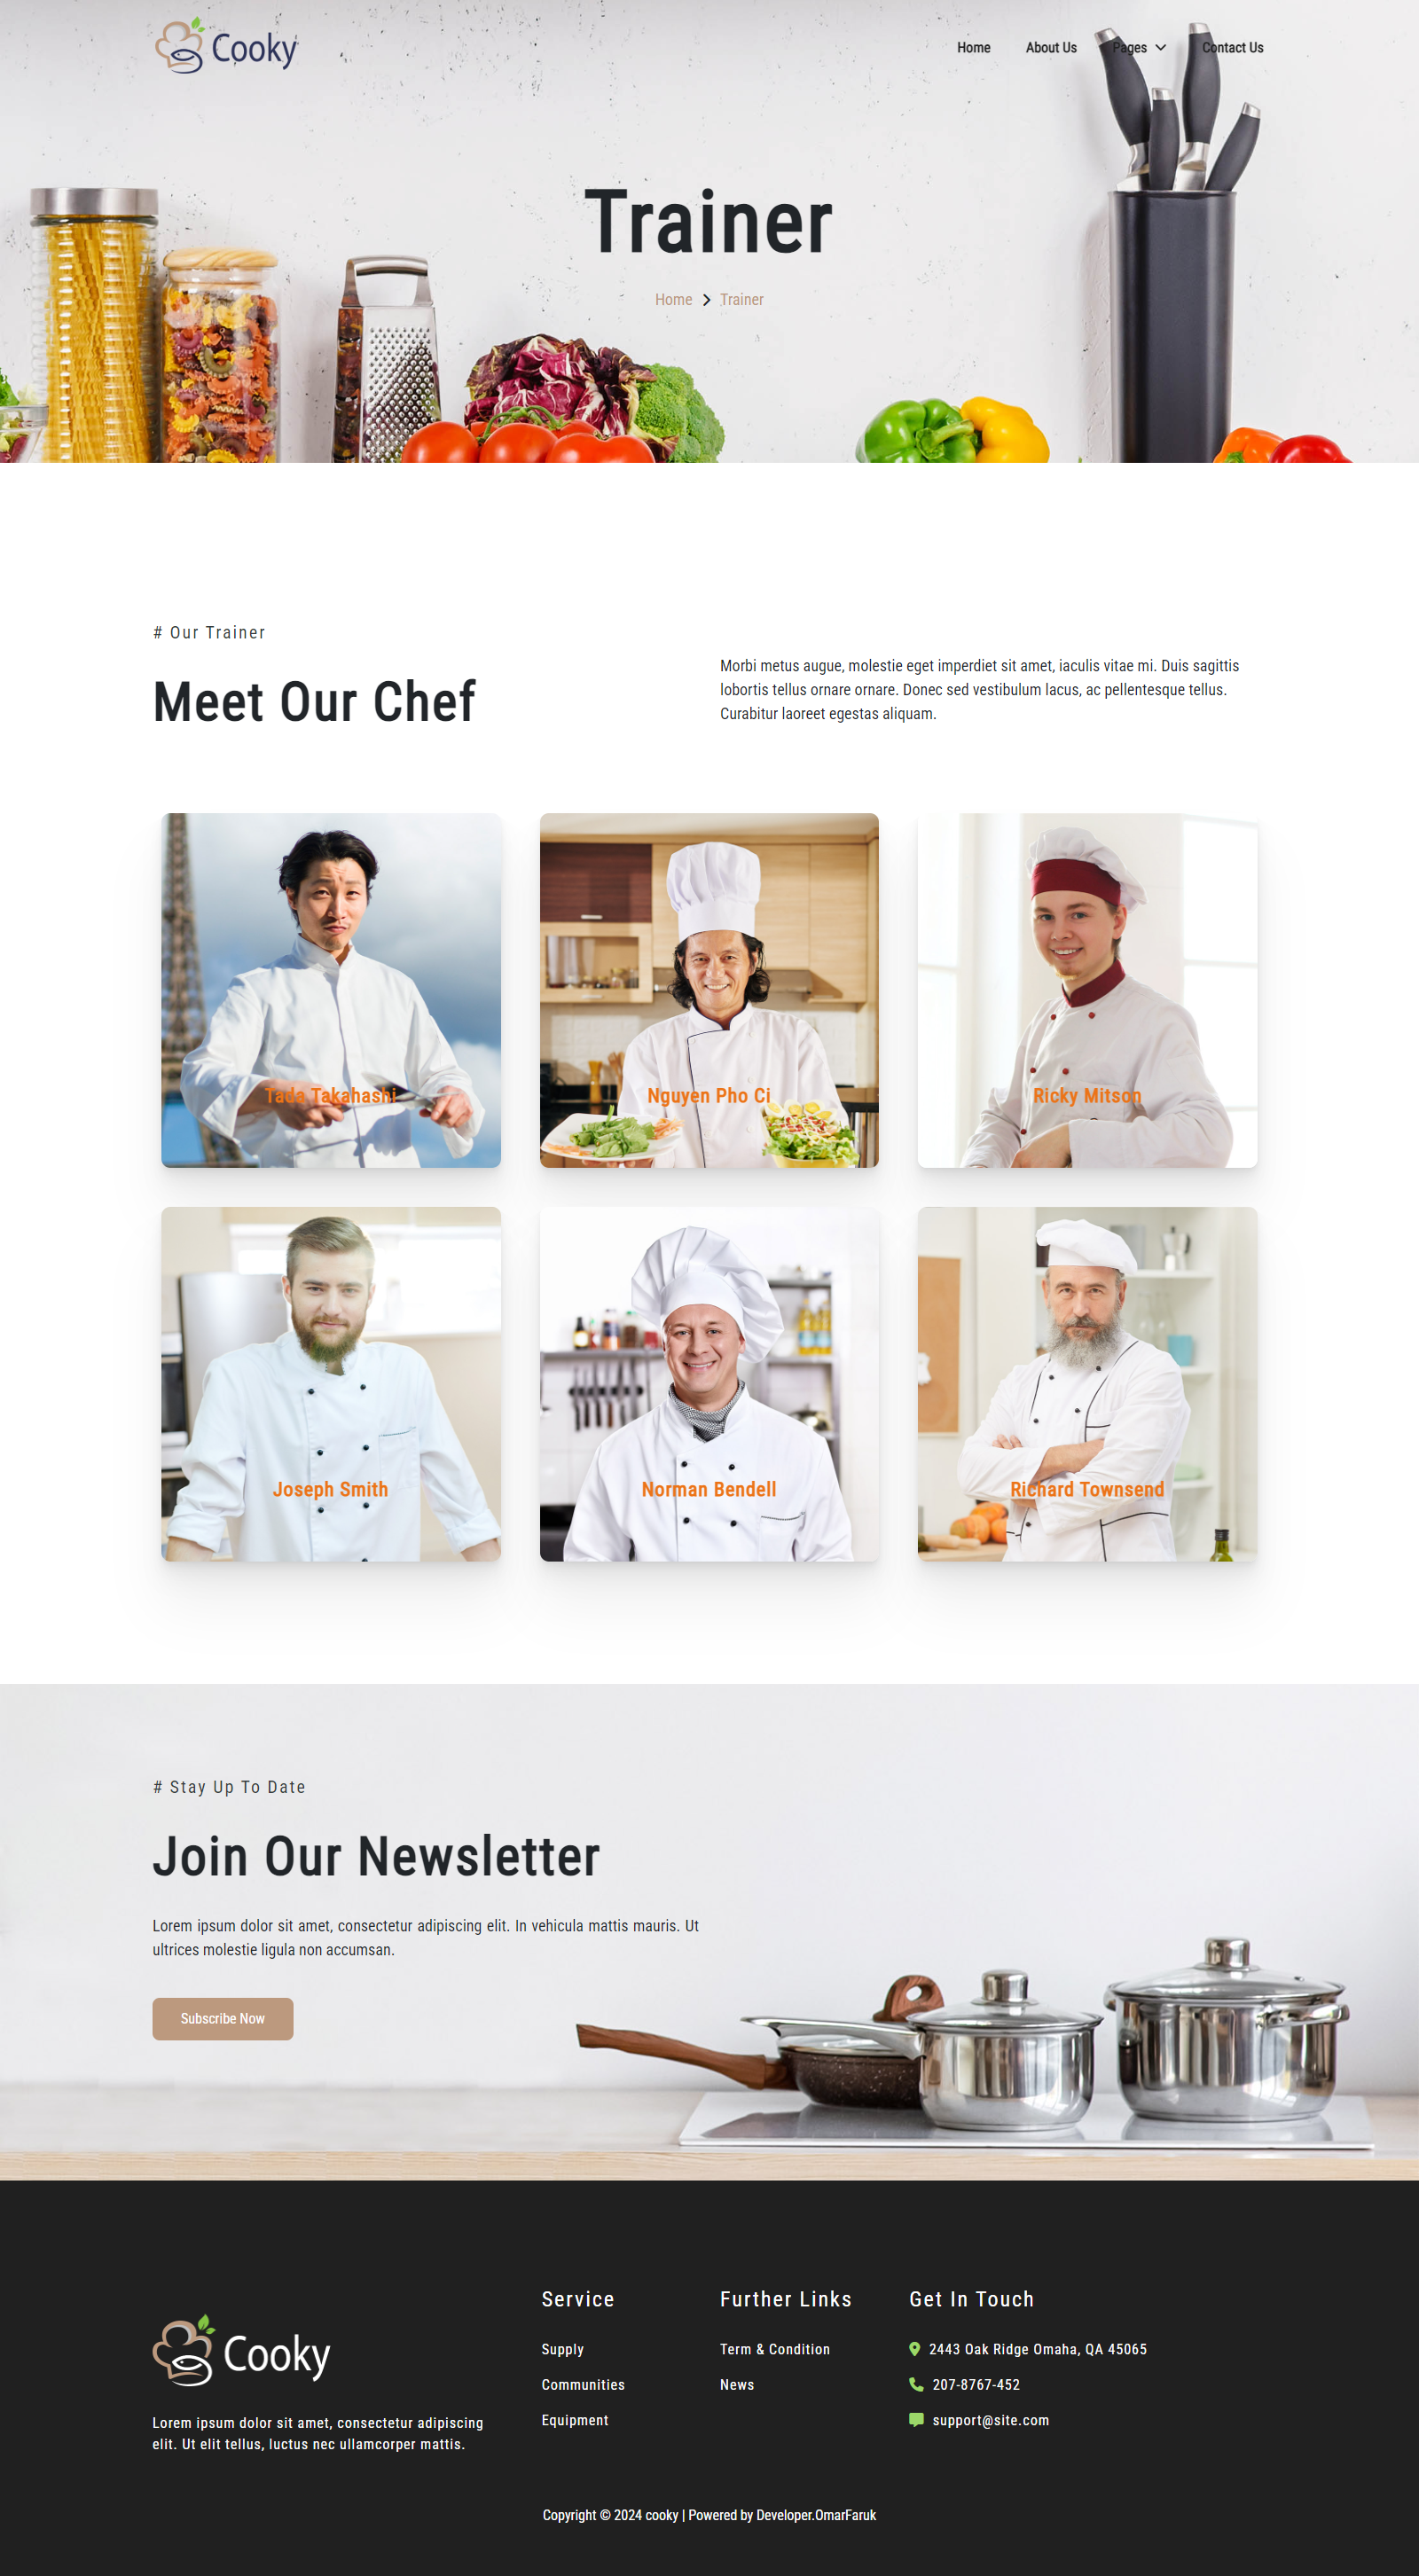 Cooky
Home
About Us
Pages
Contact Us
Trainer
Home
Trainer
# Our Trainer
Meet Our Chef
Morbi metus augue, molestie eget imperdiet sit amet, iaculis vitae mi. Duis sagittis
lobortis tellus ornare ornare. Donec sed vestibulum lacus, ac pellentesque tellus.
Curabitur laoreet egestas aliquam.
Tada Takahashi
Nguyen Pho Ci
Ricky Mitson
Joseph Smith
Norman Bendell
Richard Townsend
# Stay Up To Date
Join Our Newsletter
Lorem ipsum dolor sit amet, consectetur adipiscing elit. In vehicula mattis mauris. Ut
ultrices molestie ligula non accumsan.
Subscribe Now
Cooky
Lorem ipsum dolor sit amet, consectetur adipiscing
elit. Ut elit tellus, luctus nec ullamcorper mattis.
Service
Supply
Communities
Equipment
Further Links
Term & Condition
News
Get In Touch
2443 Oak Ridge Omaha, QA 45065
207-8767-452
support@site.com
Copyright © 2024 cooky | Powered by Developer.OmarFaruk